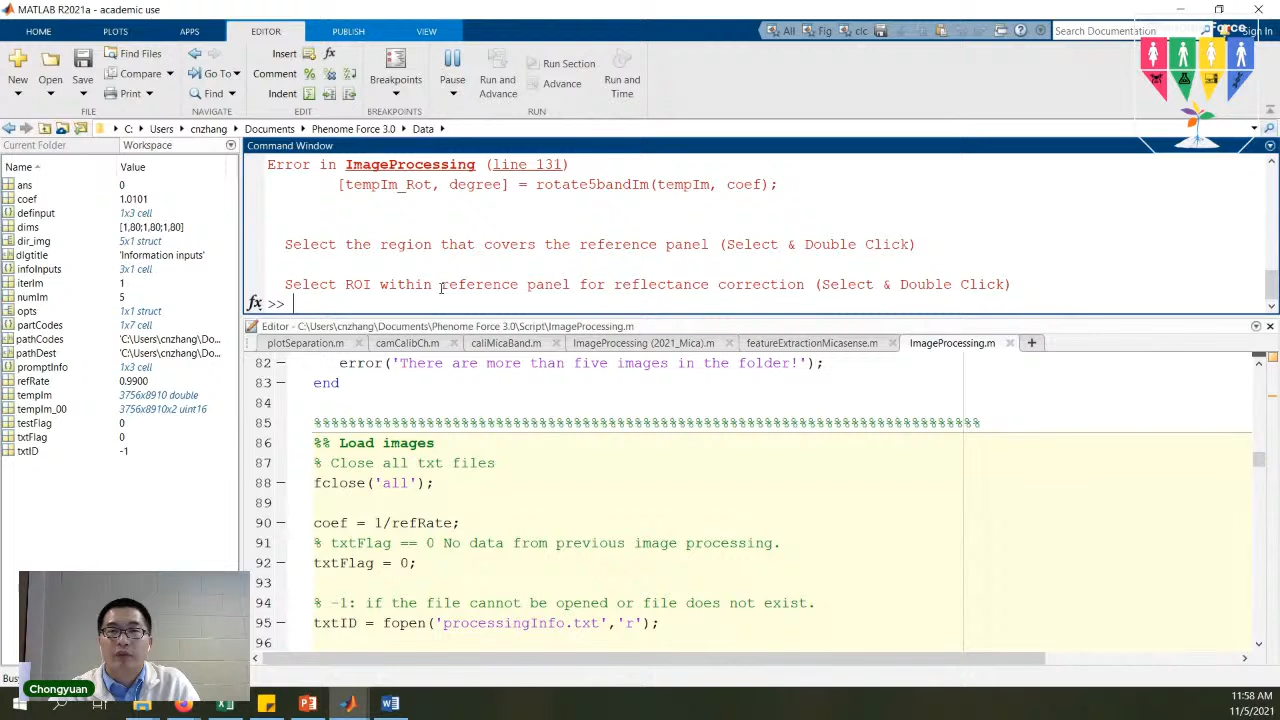 MATLAB R2021a - academic use
HOME PLOTS APPS EDITOR PUBLISH VIEW
All Fig clc Search Documentation Force Sign In
New Open Save Find Files Compare Print
Go To Find
Insert fx
Comment
Indent
Breakpoints Pause Run and Advance Run Section Advance Run and Time
FILE NAVIGATE EDIT BREAKPOINTS RUN
C: Users cnzhang Documents Phenome Force 3.0 Data
Current Folder Workspace
Name Value
ans 0
coef 1.0101
definput 1x3 cell
dims [1,80;1,80;1,80]
dir_img 5x1 struct
dlgtitle 'Information inputs'
infoInputs 3x1 cell
iterIm 1
numIm 5
opts 1x1 struct
partCodes 1x7 cell
pathCodes 'C:\Users\cnzhang\Doc...
pathDest 'C:\Users\cnzhang\Doc...
promptInfo 1x3 cell
refRate 0.9900
tempIm 3756x8910 double
tempIm_00 3756x8910x2 uint16
testFlag 0
txtFlag 0
txtID -1
Command Window
Error in ImageProcessing (line 131)
[tempIm_Rot, degree] = rotate5bandIm(tempIm, coef);
Select the region that covers the reference panel (Select & Double Click)
Select ROI within reference panel for reflectance correction (Select & Double Click)
fx >>
Editor - C:\Users\cnzhang\Documents\Phenome Force 3.0\Script\ImageProcessing.m
plotSeparation.m camCalibCh.m caliMicaBand.m ImageProcessing (2021_Mica).m featureExtractionMicasense.m ImageProcessing.m
82 error('There are more than five images in the folder!');
83 end
84
85 %%%%%%%%%%%%%%%%%%%%%%%%%%%%%%%%%%%%%%%%%%%%%%%%%%%%%%%%%%%%%%%%%%%%%%%%%%%%%%%
86 %% Load images
87 % Close all txt files
88 fclose('all');
89
90 coef = 1/refRate;
91 % txtFlag == 0 No data from previous image processing.
92 txtFlag = 0;
93
94 % -1: if the file cannot be opened or file does not exist.
95 txtID = fopen('processingInfo.txt','r');
96
Chongyuan
11:58 AM
11/5/2021